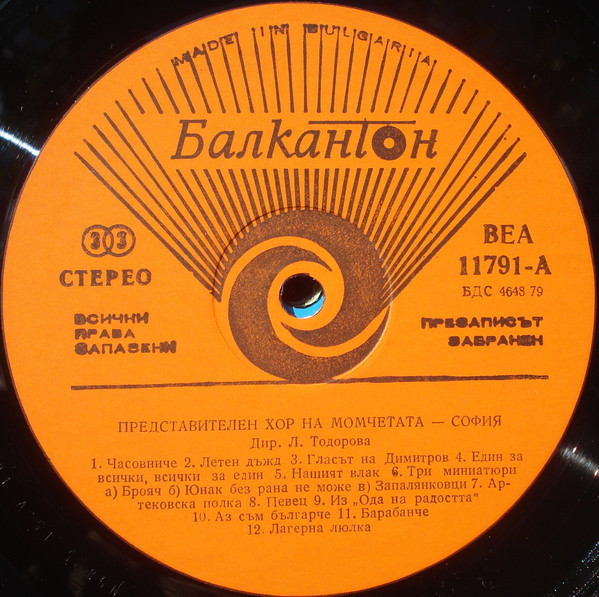 MADE IN BULGARIA
Балкантон
33
СТЕРЕО
ВЕА
11791-А
БДС 4648-79
ВСИЧНИ
ПРАВА
ЗАПАЗЕНИ
ПРЕЗАПИСЪТ
ЗАБРАНЕН
ПРЕДСТАВИТЕЛЕН ХОР НА МОМЧЕТАТА — СОФИЯ
Дир. Л. Тодорова
1. Часовниче 2. Летен дъжд 3. Гласът на Димитров 4. Един за
всички, всички за един 5. Нашият влак 6. Три миниатюри
а) Брояч б) Юнак без рана не може в) Запалянковци 7. Ар-
тековска полка 8. Певец 9. Из „Ода на радостта"
10. Аз съм българче 11. Барабанче
12. Лагерна люлка